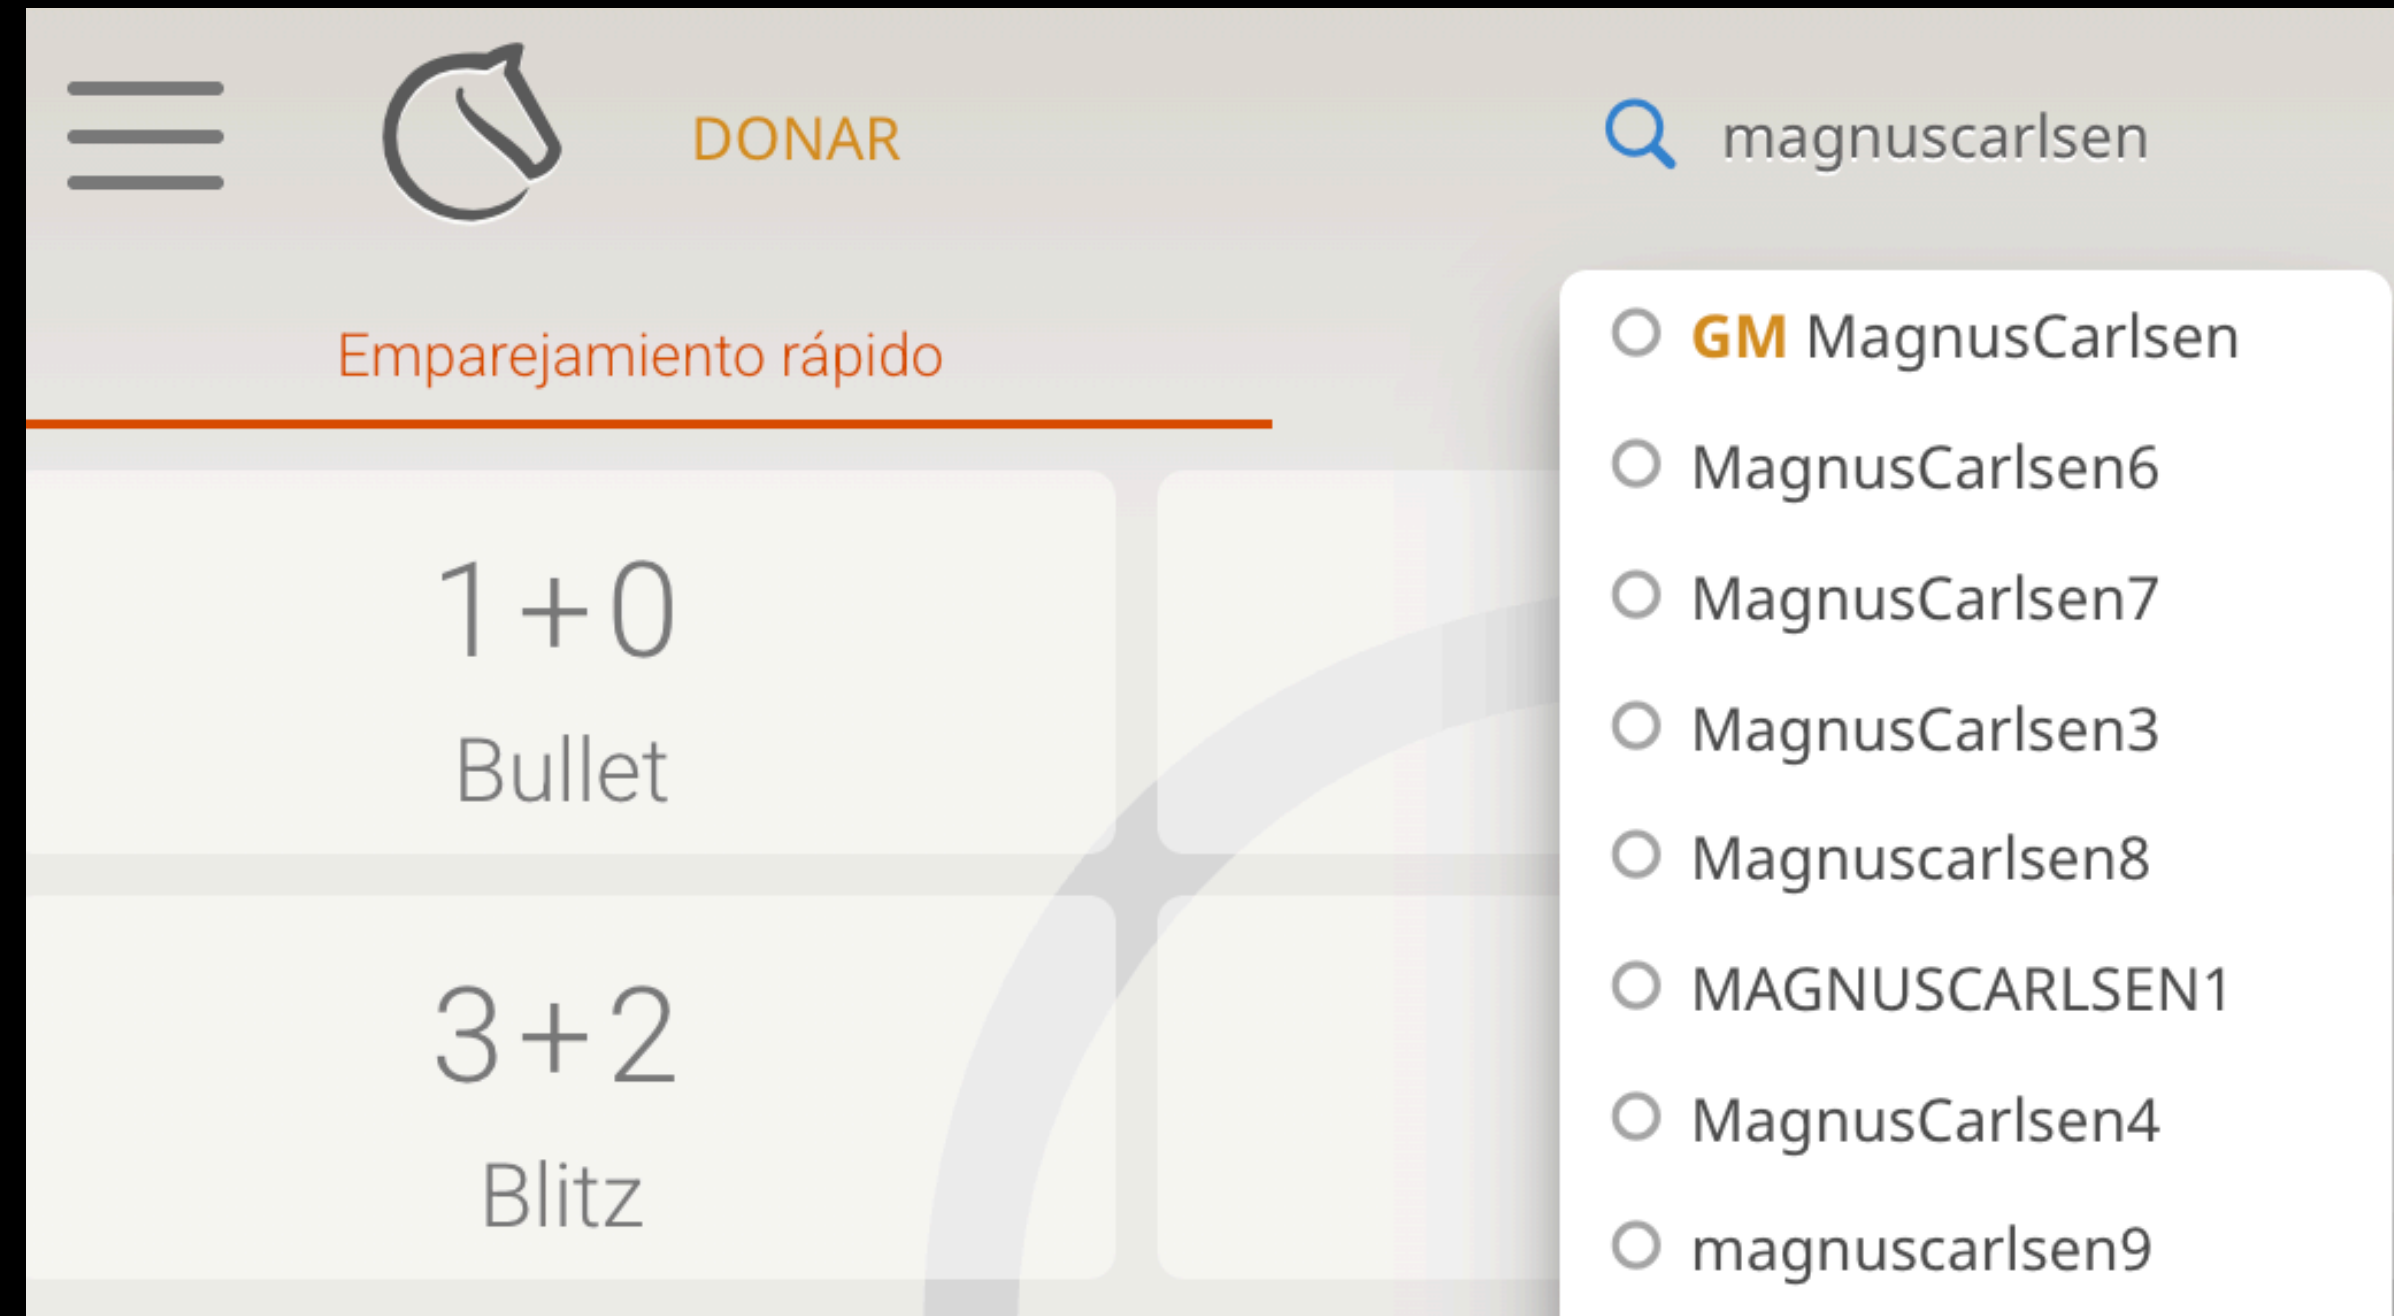 DONAR
magnuscarlsen
Emparejamiento rápido
1+0
Bullet
3+2
Blitz
GM MagnusCarlsen
MagnusCarlsen6
MagnusCarlsen7
MagnusCarlsen3
Magnuscarlsen8
MAGNUSCARLSEN1
MagnusCarlsen4
magnuscarlsen9